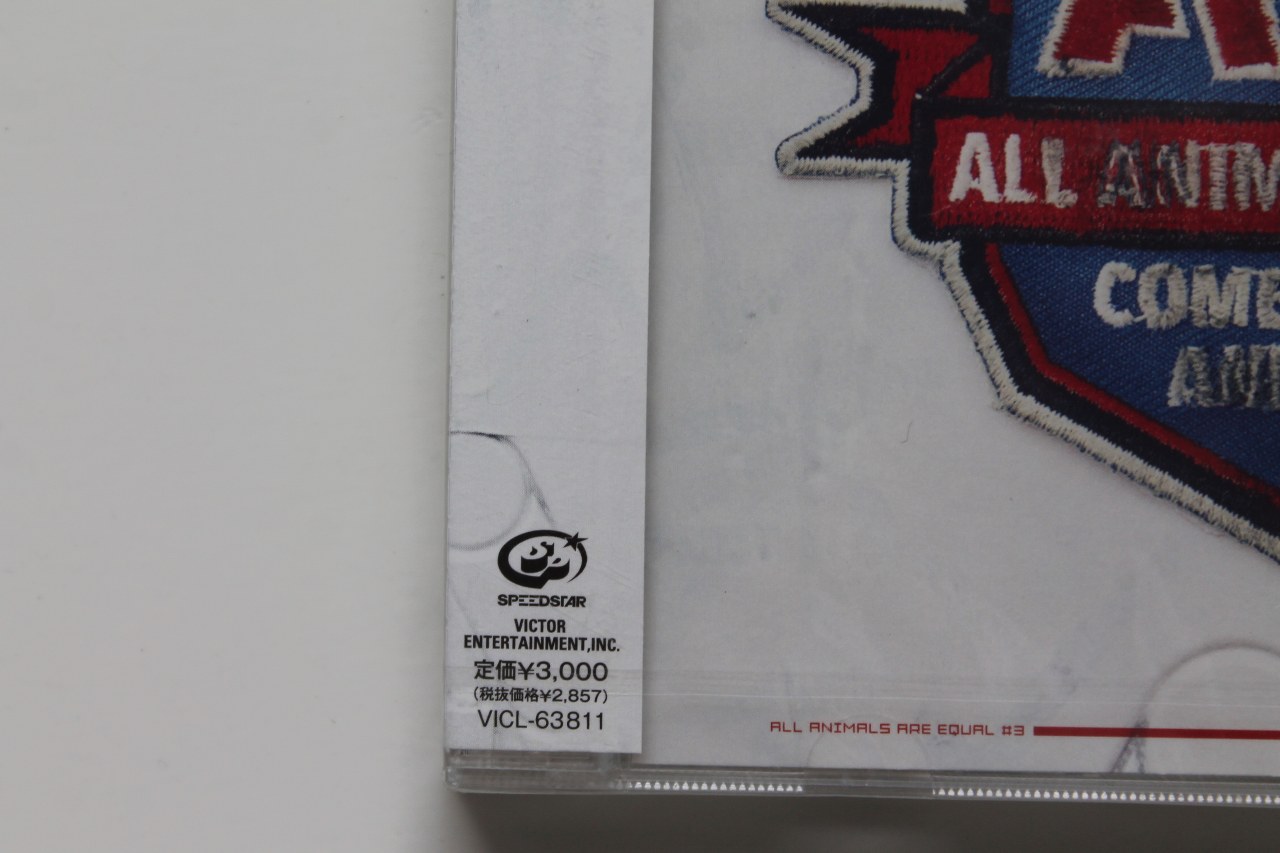 ALL ANIM
COME
ANI
SPEEDSTAR
VICTOR
ENTERTAINMENT,INC.
定価¥3,000
(税抜価格¥2,857)
VICL-63811
ALL ANIMALS ARE EQUAL #3